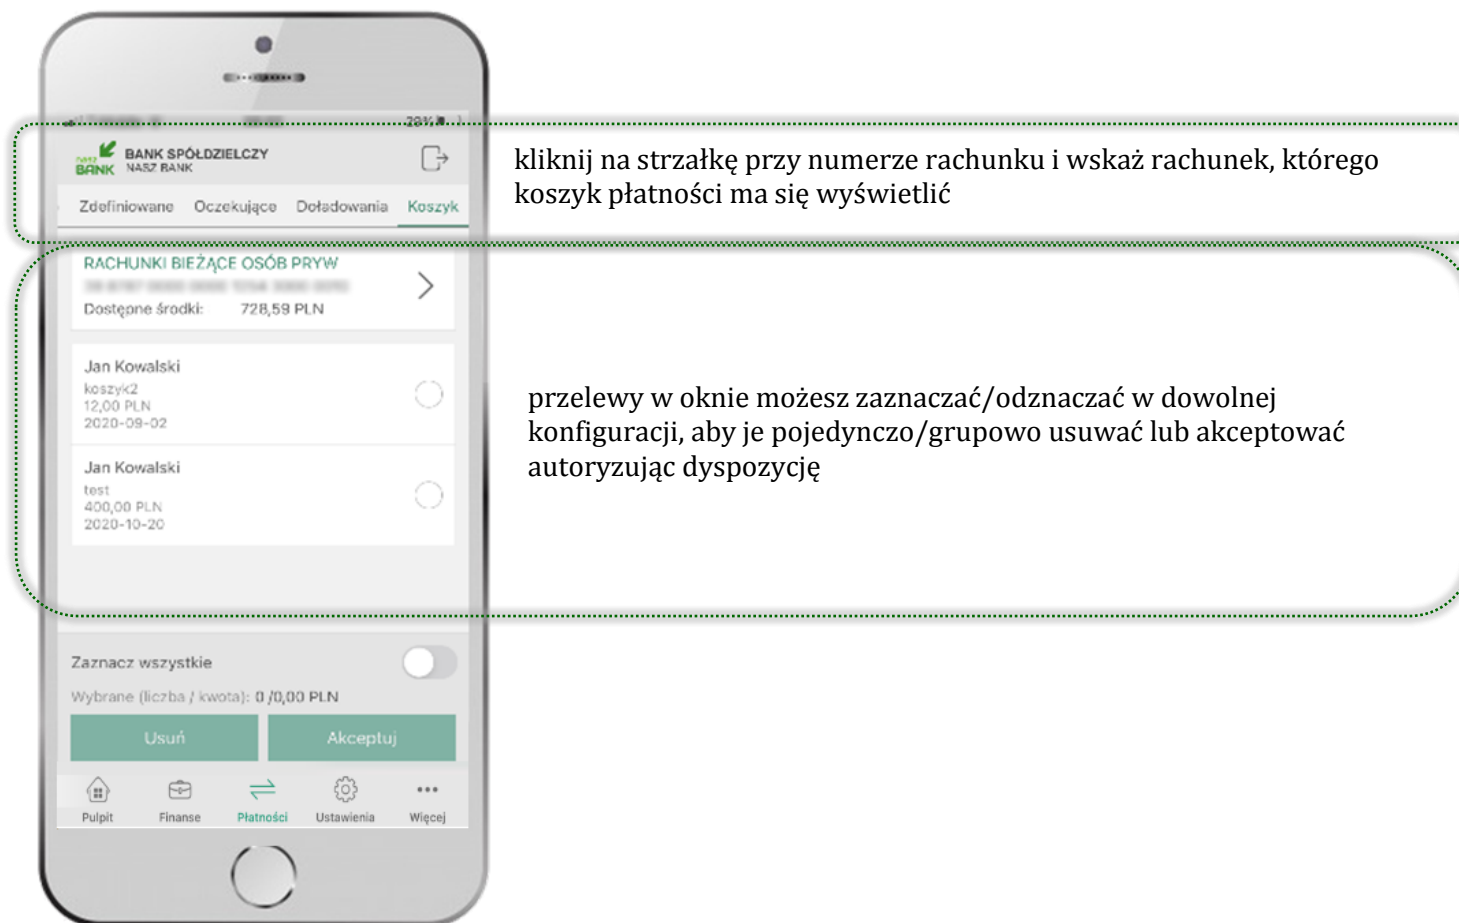 29%
nasz
BANK
BANK SPÓŁDZIELCZY
NASZ BANK
Zdefiniowane Oczekujące Doładowania Koszyk
RACHUNKI BIEŻĄCE OSÓB PRYW
Dostępne środki: 728,59 PLN
Jan Kowalski
koszyk2
12,00 PLN
2020-09-02
Jan Kowalski
test
400,00 PLN
2020-10-20
Zaznacz wszystkie
Wybrane (liczba / kwota): 0 /0,00 PLN
Usuń Akceptuj
Pulpit Finanse Płatności Ustawienia Więcej
kliknij na strzałkę przy numerze rachunku i wskaż rachunek, którego
koszyk płatności ma się wyświetlić
przelewy w oknie możesz zaznaczać/odznaczać w dowolnej
konfiguracji, aby je pojedynczo/grupowo usuwać lub akceptować
autoryzując dyspozycję